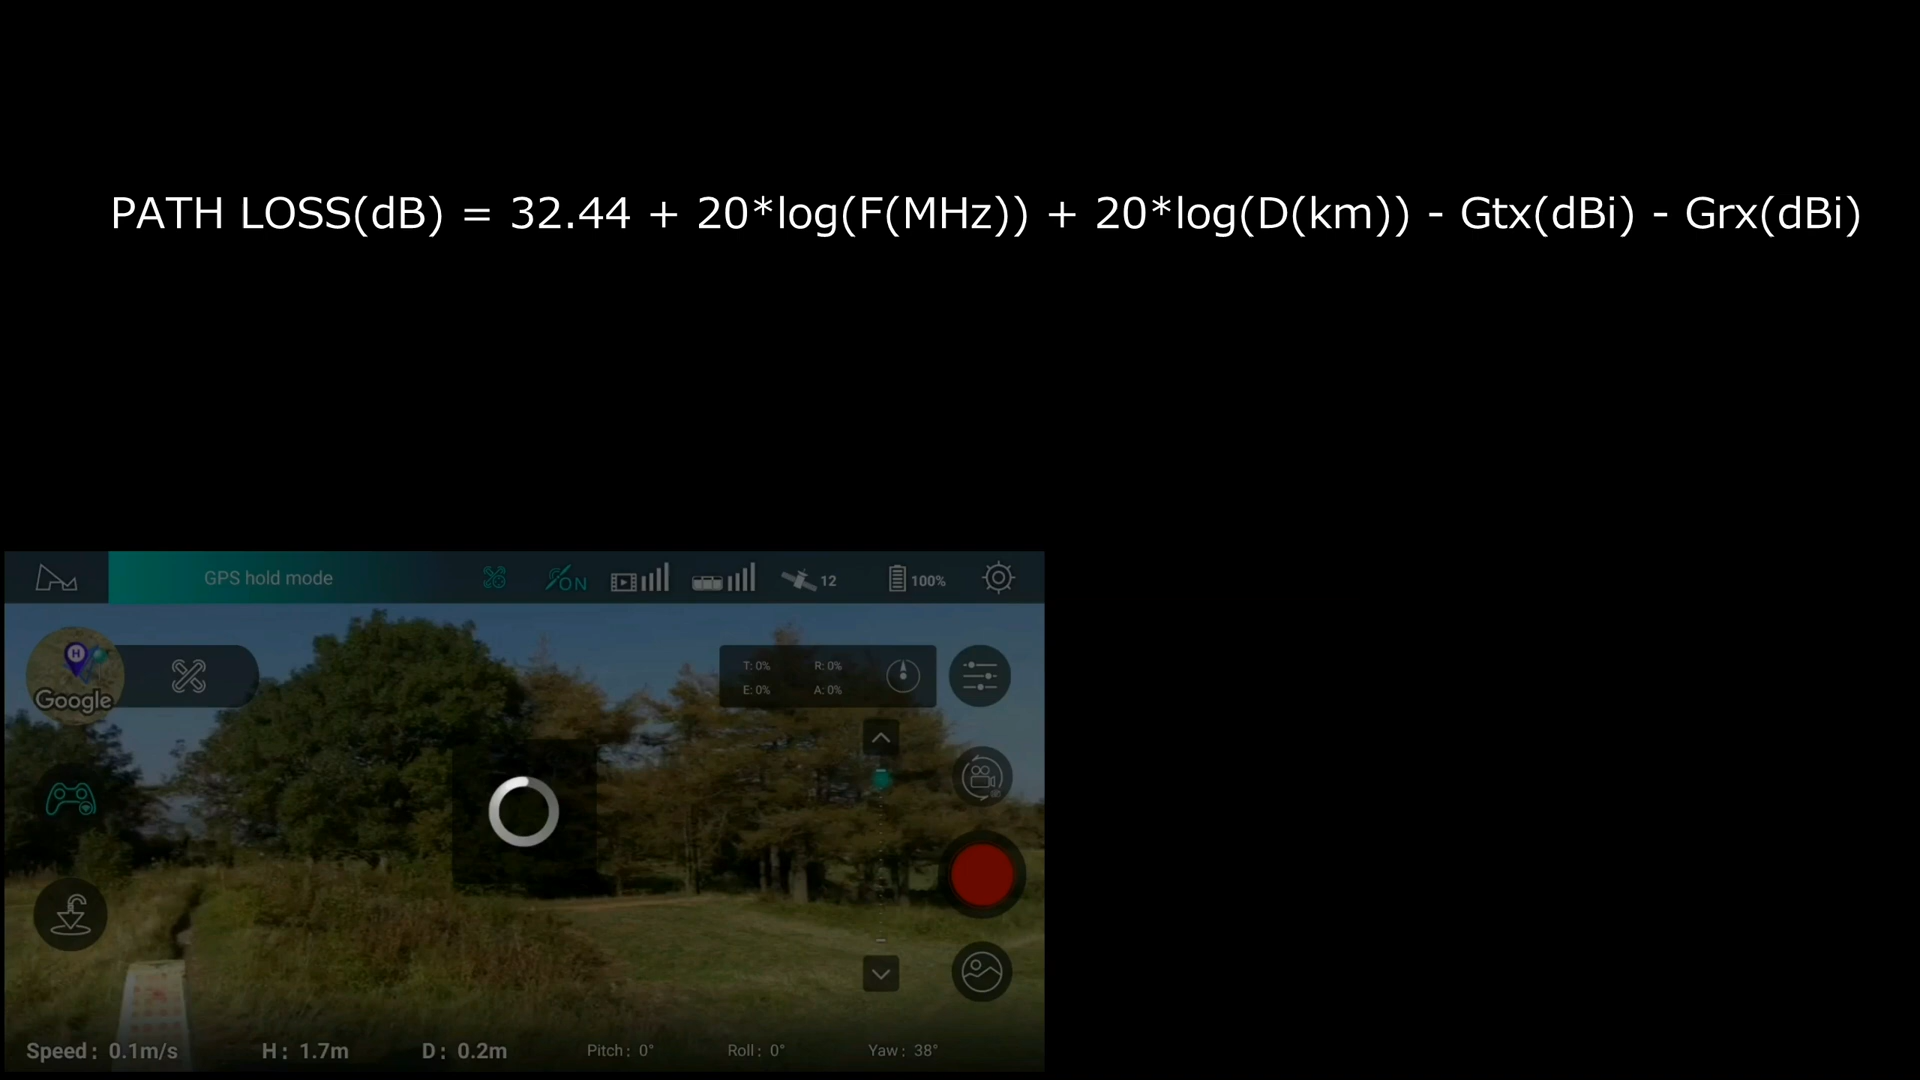 PATH LOSS(dB) = 32.44 + 20*log(F(MHz)) + 20*log(D(km)) - Gtx(dBi) - Grx(dBi)
GPS hold mode
ON
12
100%
H
Google
T: 0% R: 0%
E: 0% A: 0%
Speed : 0.1m/s H : 1.7m D : 0.2m Pitch : 0° Roll : 0° Yaw : 38°